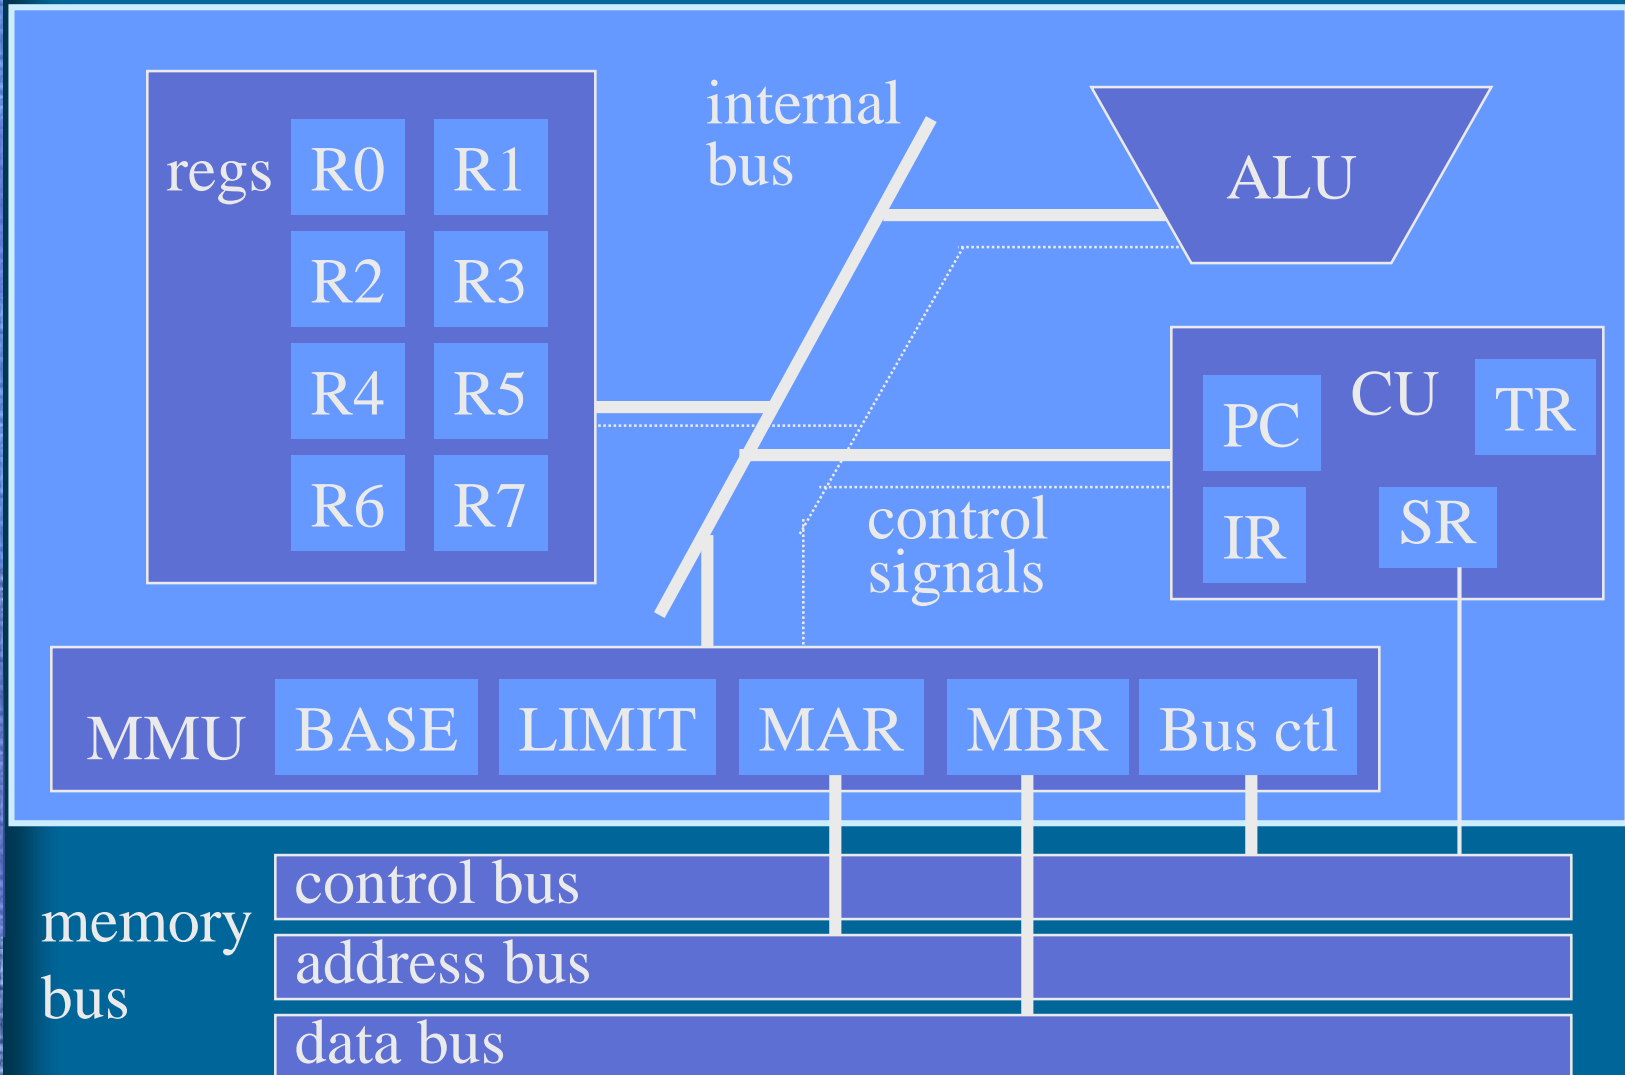 internal
bus
regs
R0
R1
R2
R3
R4
R5
R6
R7
ALU
CU
PC
TR
IR
SR
control
signals
MMU
BASE
LIMIT
MAR
MBR
Bus ctl
memory
bus
control bus
address bus
data bus